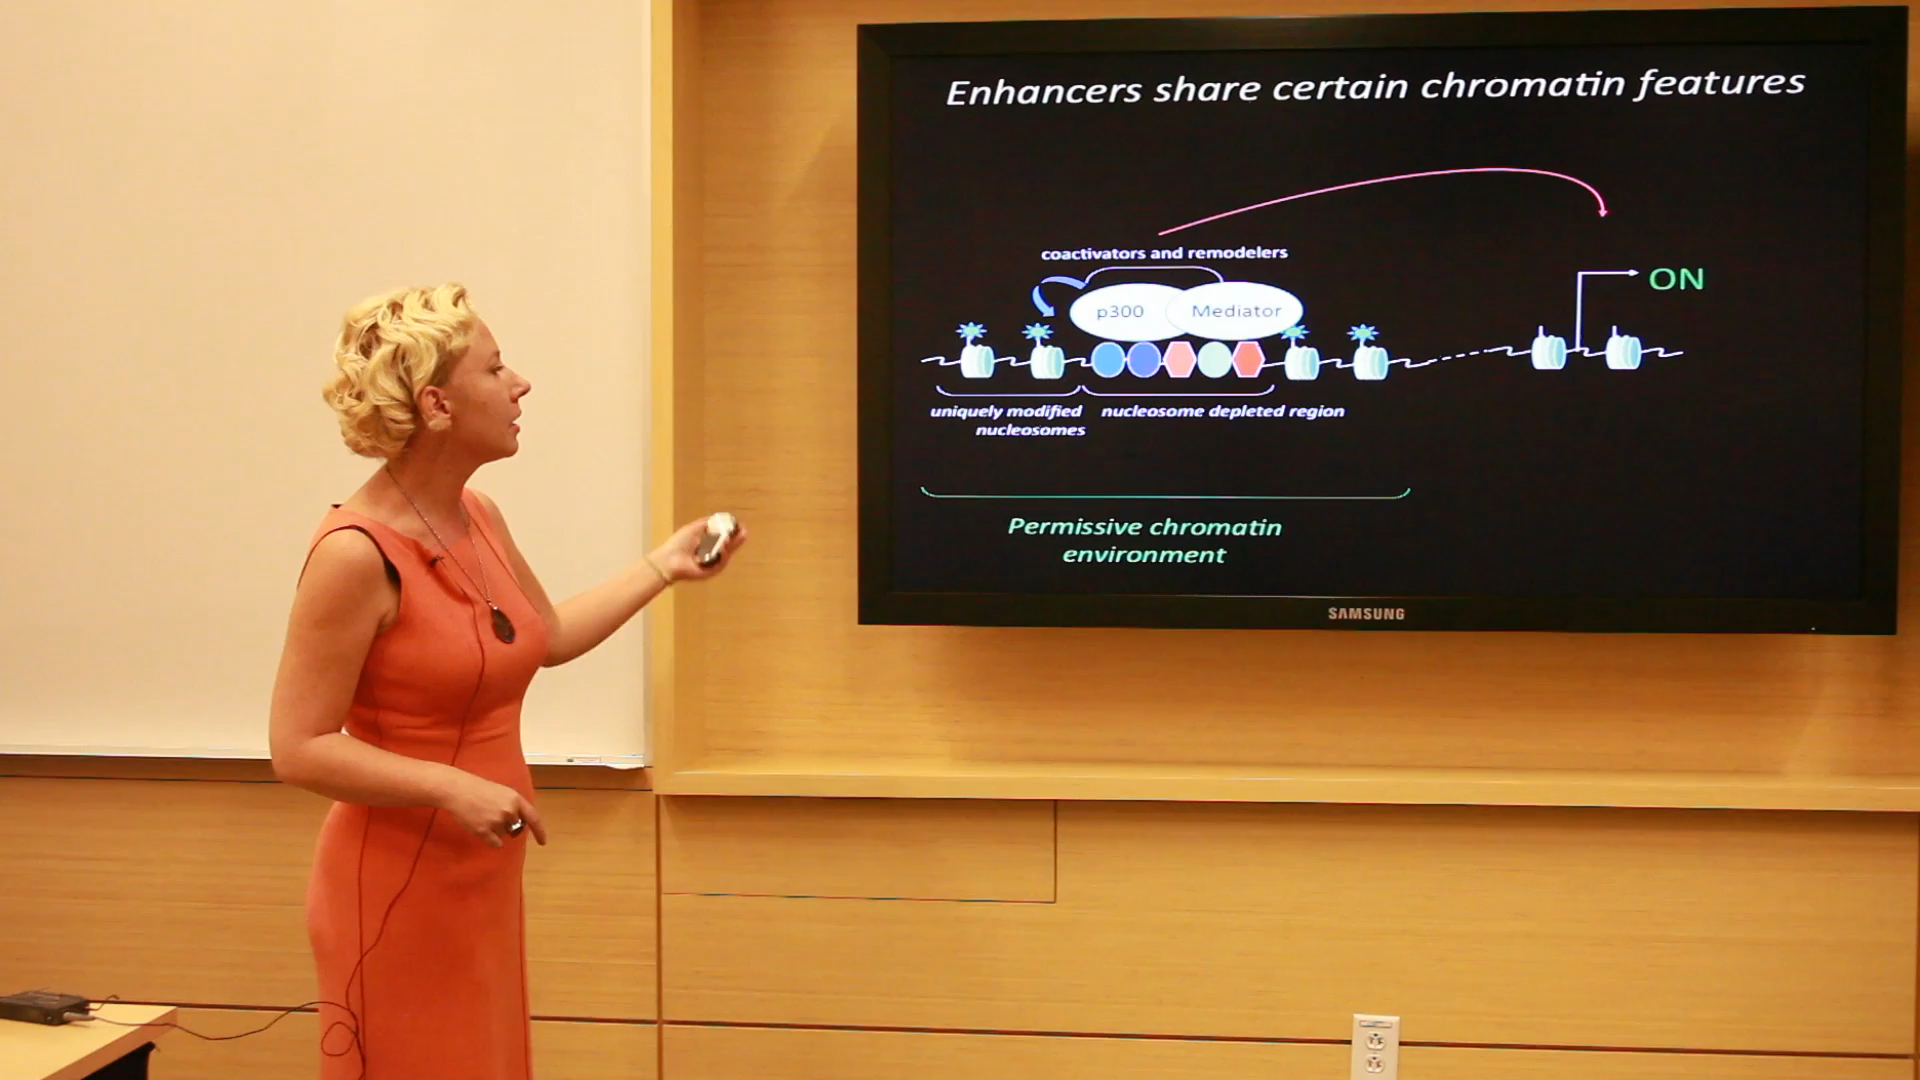 Enhancers share certain chromatin features
coactivators and remodelers
ON
p300
Mediator
uniquely modified
nucleosomes
nucleosome depleted region
Permissive chromatin
environment
SAMSUNG